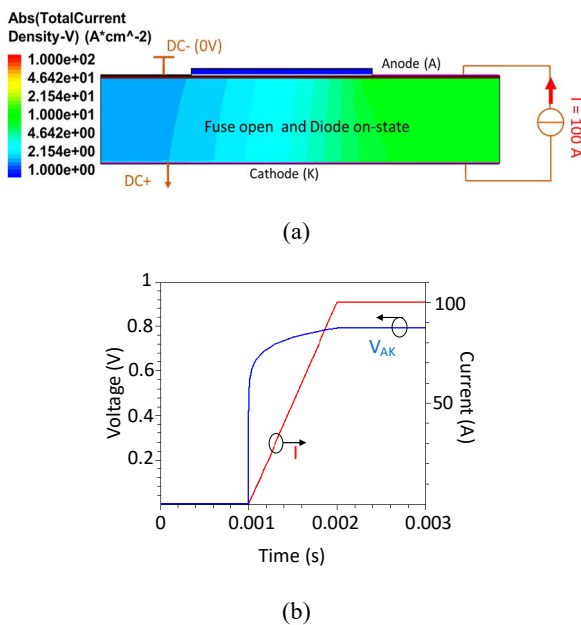 Abs(TotalCurrent
Density-V) (A*cm^-2)
1.000e+02
4.642e+01
2.154e+01
1.000e+01
4.642e+00
2.154e+00
1.000e+00
DC- (0V)
Anode (A)
Fuse open and Diode on-state
I = 100 A
DC+
Cathode (K)
(a)
1
0.8
0.6
0.4
0.2
Voltage (V)
100
50
Current (A)
V_AK
I
0
0.001
0.002
0.003
Time (s)
(b)